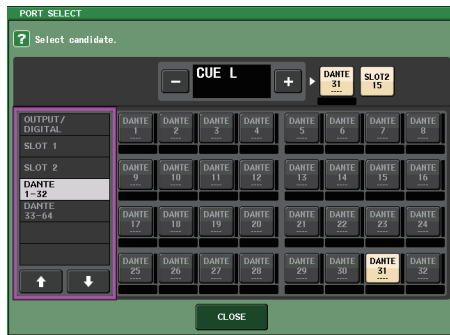 PORT SELECT
? Select candidate.
− CUE L + DANTE 31 ---- SLOT2 15
OUTPUT/
DIGITAL
SLOT 1
SLOT 2
DANTE
1-32
DANTE
33-64
DANTE 1 ---- DANTE 2 ---- DANTE 3 ---- DANTE 4 ---- DANTE 5 ---- DANTE 6 ---- DANTE 7 ---- DANTE 8 ----
DANTE 9 ---- DANTE 10 ---- DANTE 11 ---- DANTE 12 ---- DANTE 13 ---- DANTE 14 ---- DANTE 15 ---- DANTE 16 ----
DANTE 17 ---- DANTE 18 ---- DANTE 19 ---- DANTE 20 ---- DANTE 21 ---- DANTE 22 ---- DANTE 23 ---- DANTE 24 ----
DANTE 25 ---- DANTE 26 ---- DANTE 27 ---- DANTE 28 ---- DANTE 29 ---- DANTE 30 ---- DANTE 31 ---- DANTE 32 ----
CLOSE